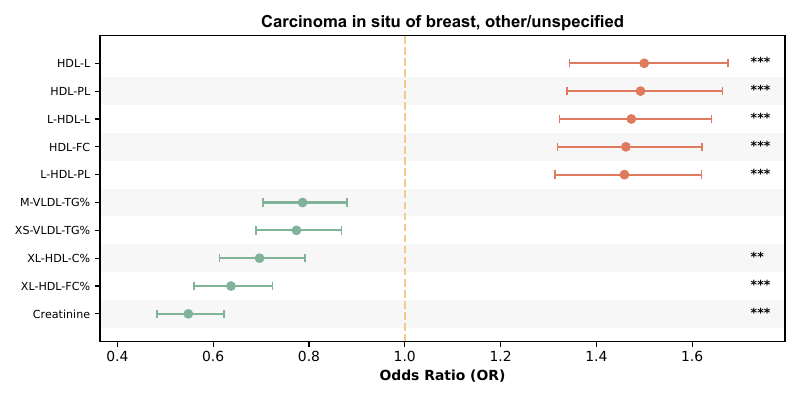 Carcinoma in situ of breast, other/unspecified
HDL-L ***
HDL-PL ***
L-HDL-L ***
HDL-FC ***
L-HDL-PL ***
M-VLDL-TG%
XS-VLDL-TG%
XL-HDL-C% **
XL-HDL-FC% ***
Creatinine ***
0.4 0.6 0.8 1.0 1.2 1.4 1.6
Odds Ratio (OR)